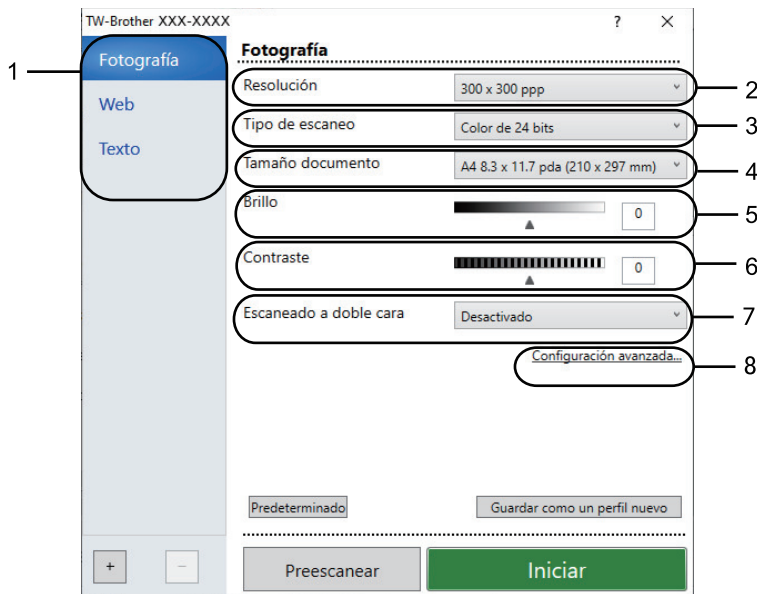 TW-Brother XXX-XXXX ? ×
1
Fotografía
Web
Texto
Fotografía
Resolución 300 x 300 ppp 2
Tipo de escaneo Color de 24 bits 3
Tamaño documento A4 8.3 x 11.7 pda (210 x 297 mm) 4
Brillo 0 5
Contraste 0 6
Escaneado a doble cara Desactivado 7
Configuración avanzada... 8
Predeterminado Guardar como un perfil nuevo
+ − Preescanear Iniciar